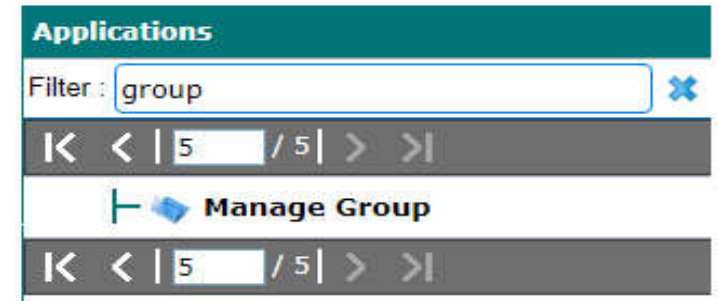 Applications
Filter : group
5 / 5
Manage Group
5 / 5